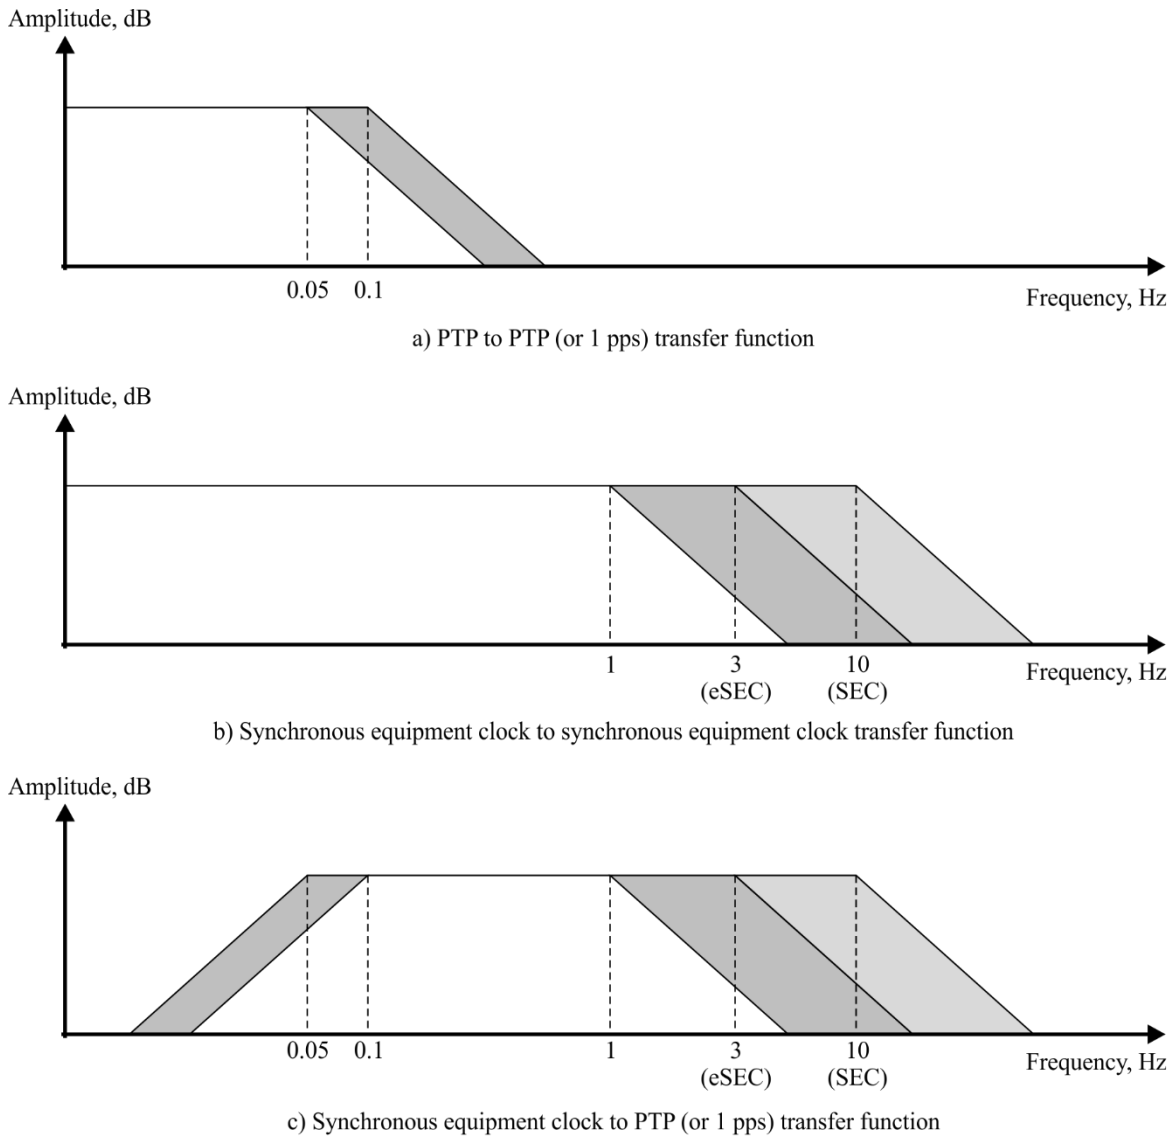 Amplitude, dB
0.05 0.1
Frequency, Hz
a) PTP to PTP (or 1 pps) transfer function
Amplitude, dB
1 3 10
(eSEC) (SEC)
Frequency, Hz
b) Synchronous equipment clock to synchronous equipment clock transfer function
Amplitude, dB
0.05 0.1 1 3 10
(eSEC) (SEC)
Frequency, Hz
c) Synchronous equipment clock to PTP (or 1 pps) transfer function